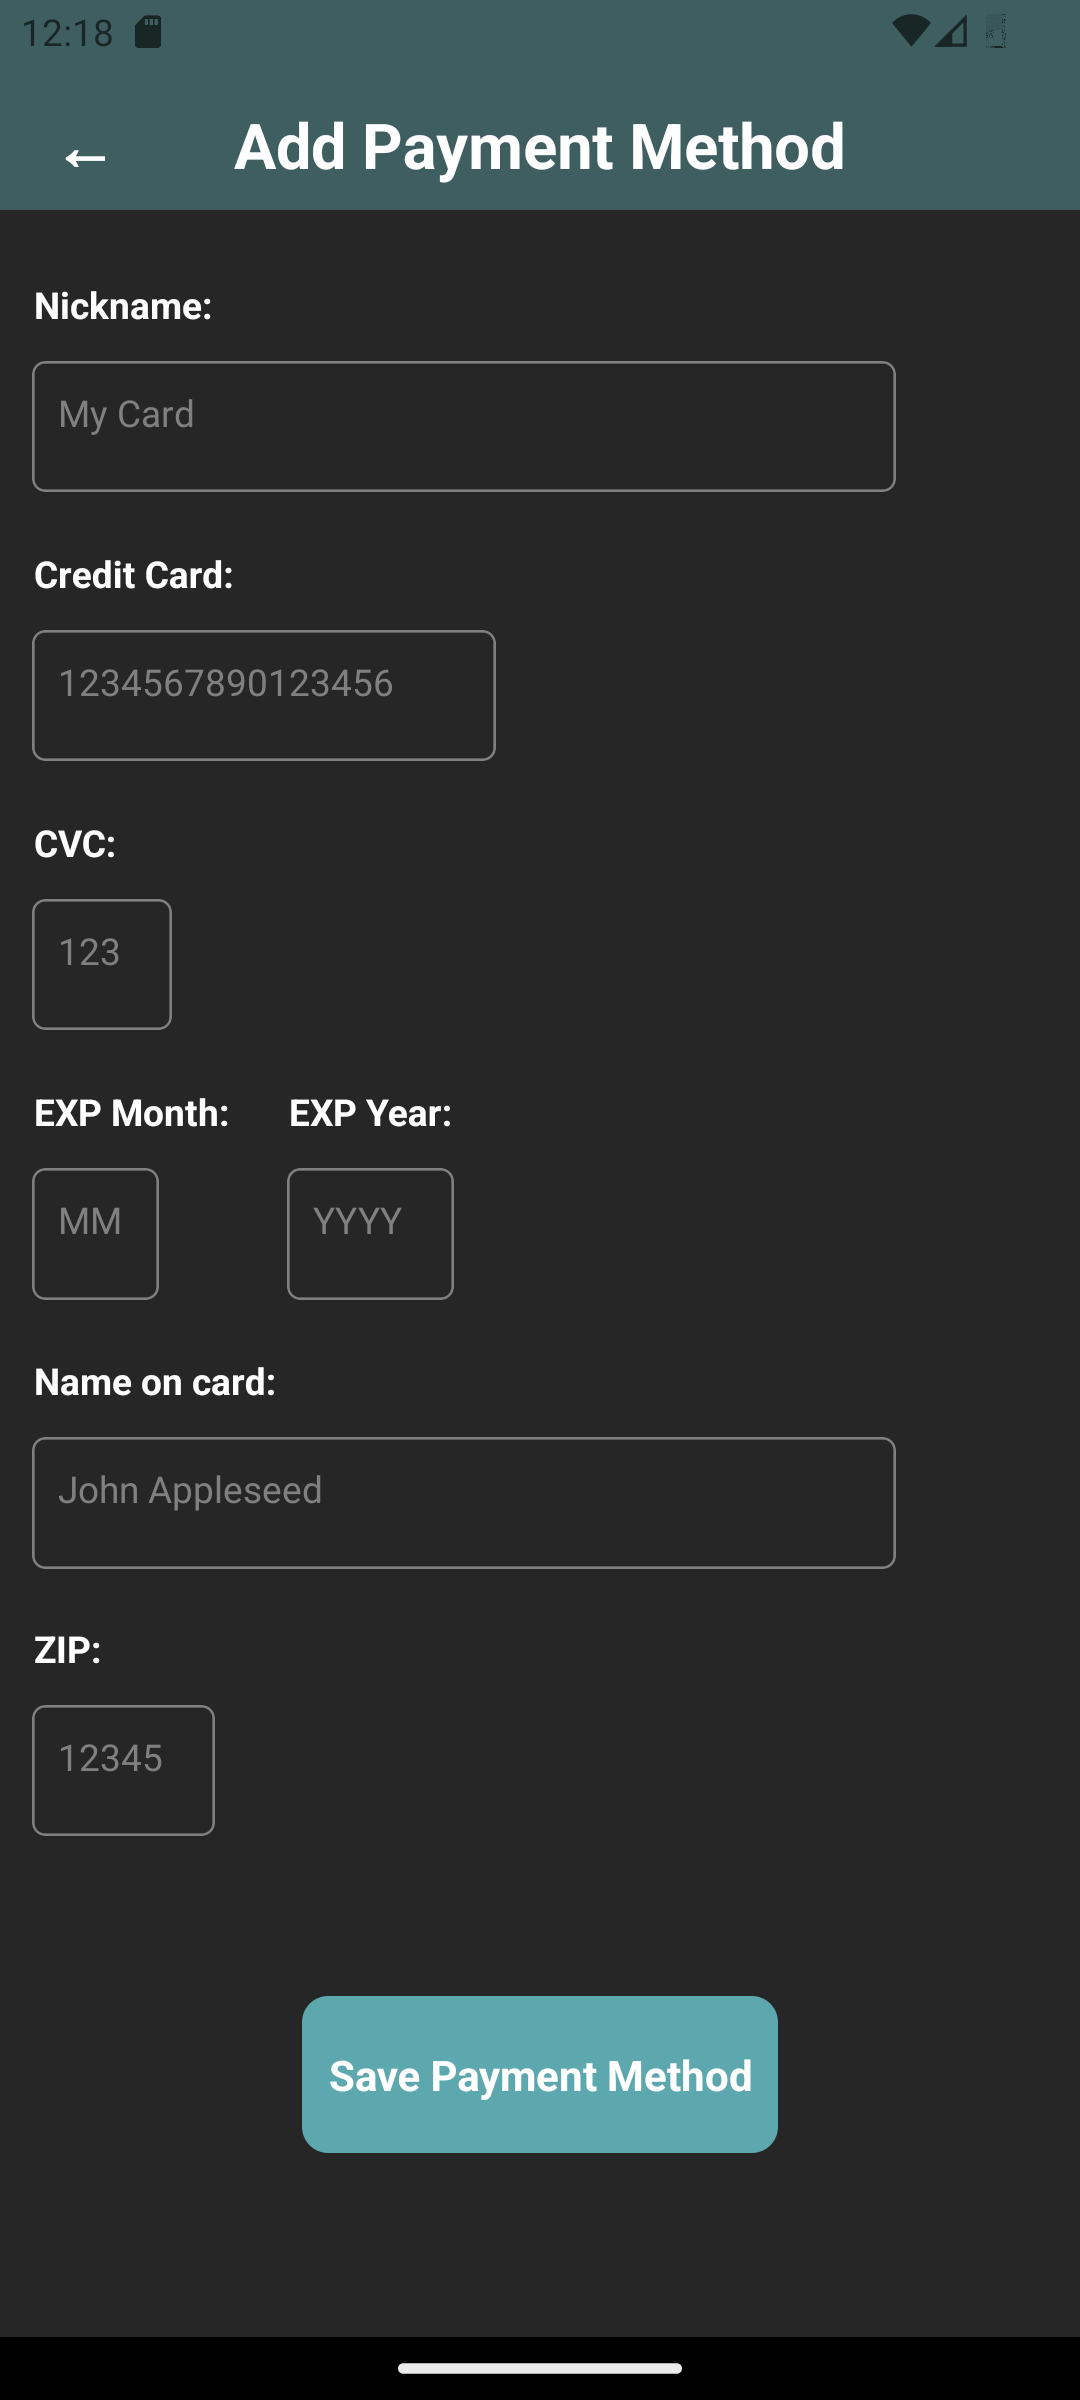 12:18
← Add Payment Method
Nickname:
My Card
Credit Card:
1234567890123456
CVC:
123
EXP Month: EXP Year:
MM YYYY
Name on card:
John Appleseed
ZIP:
12345
Save Payment Method